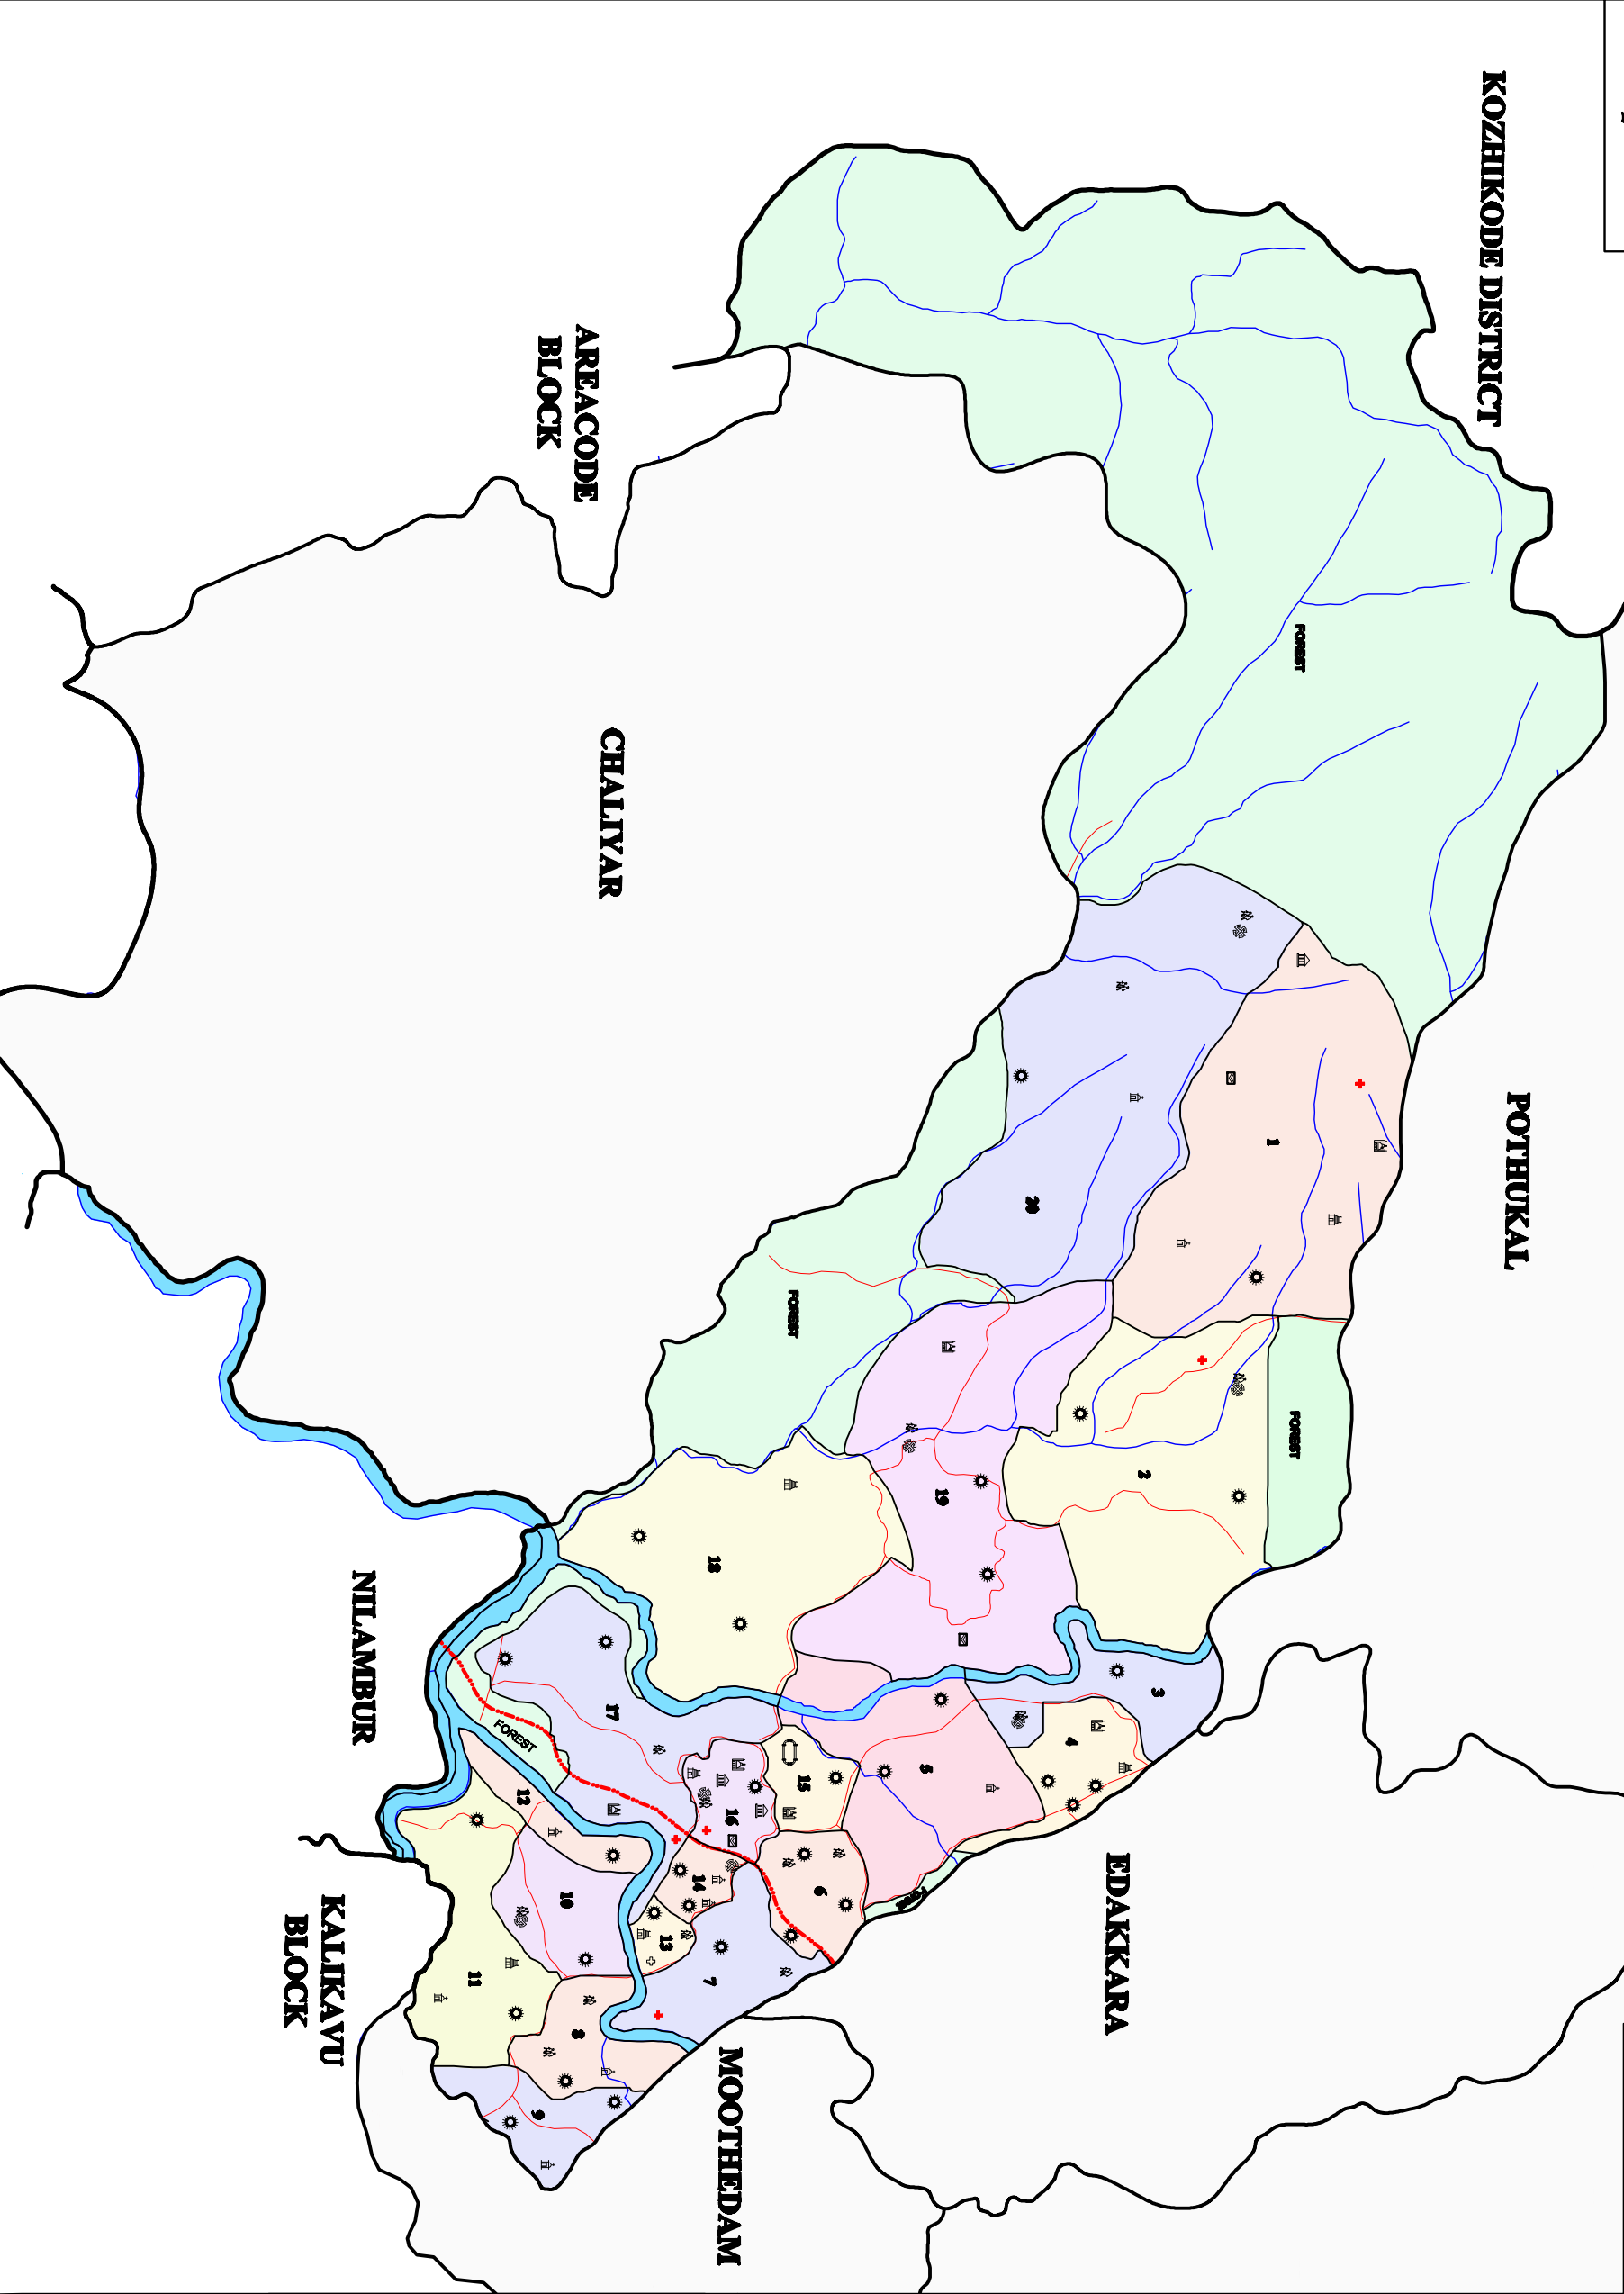 KOZHIKODE DISTRICT
AREACODE
BLOCK
FOREST
CHALIYAR
POTHUKAL
1
20
FOREST
FOREST
2
19
18
NILAMBUR
3
17
FOREST
4
5
15
16
12
14
6
EDAKKARA
10
13
7
11
8
KALIKAVU
BLOCK
9
MOOTHEDAM